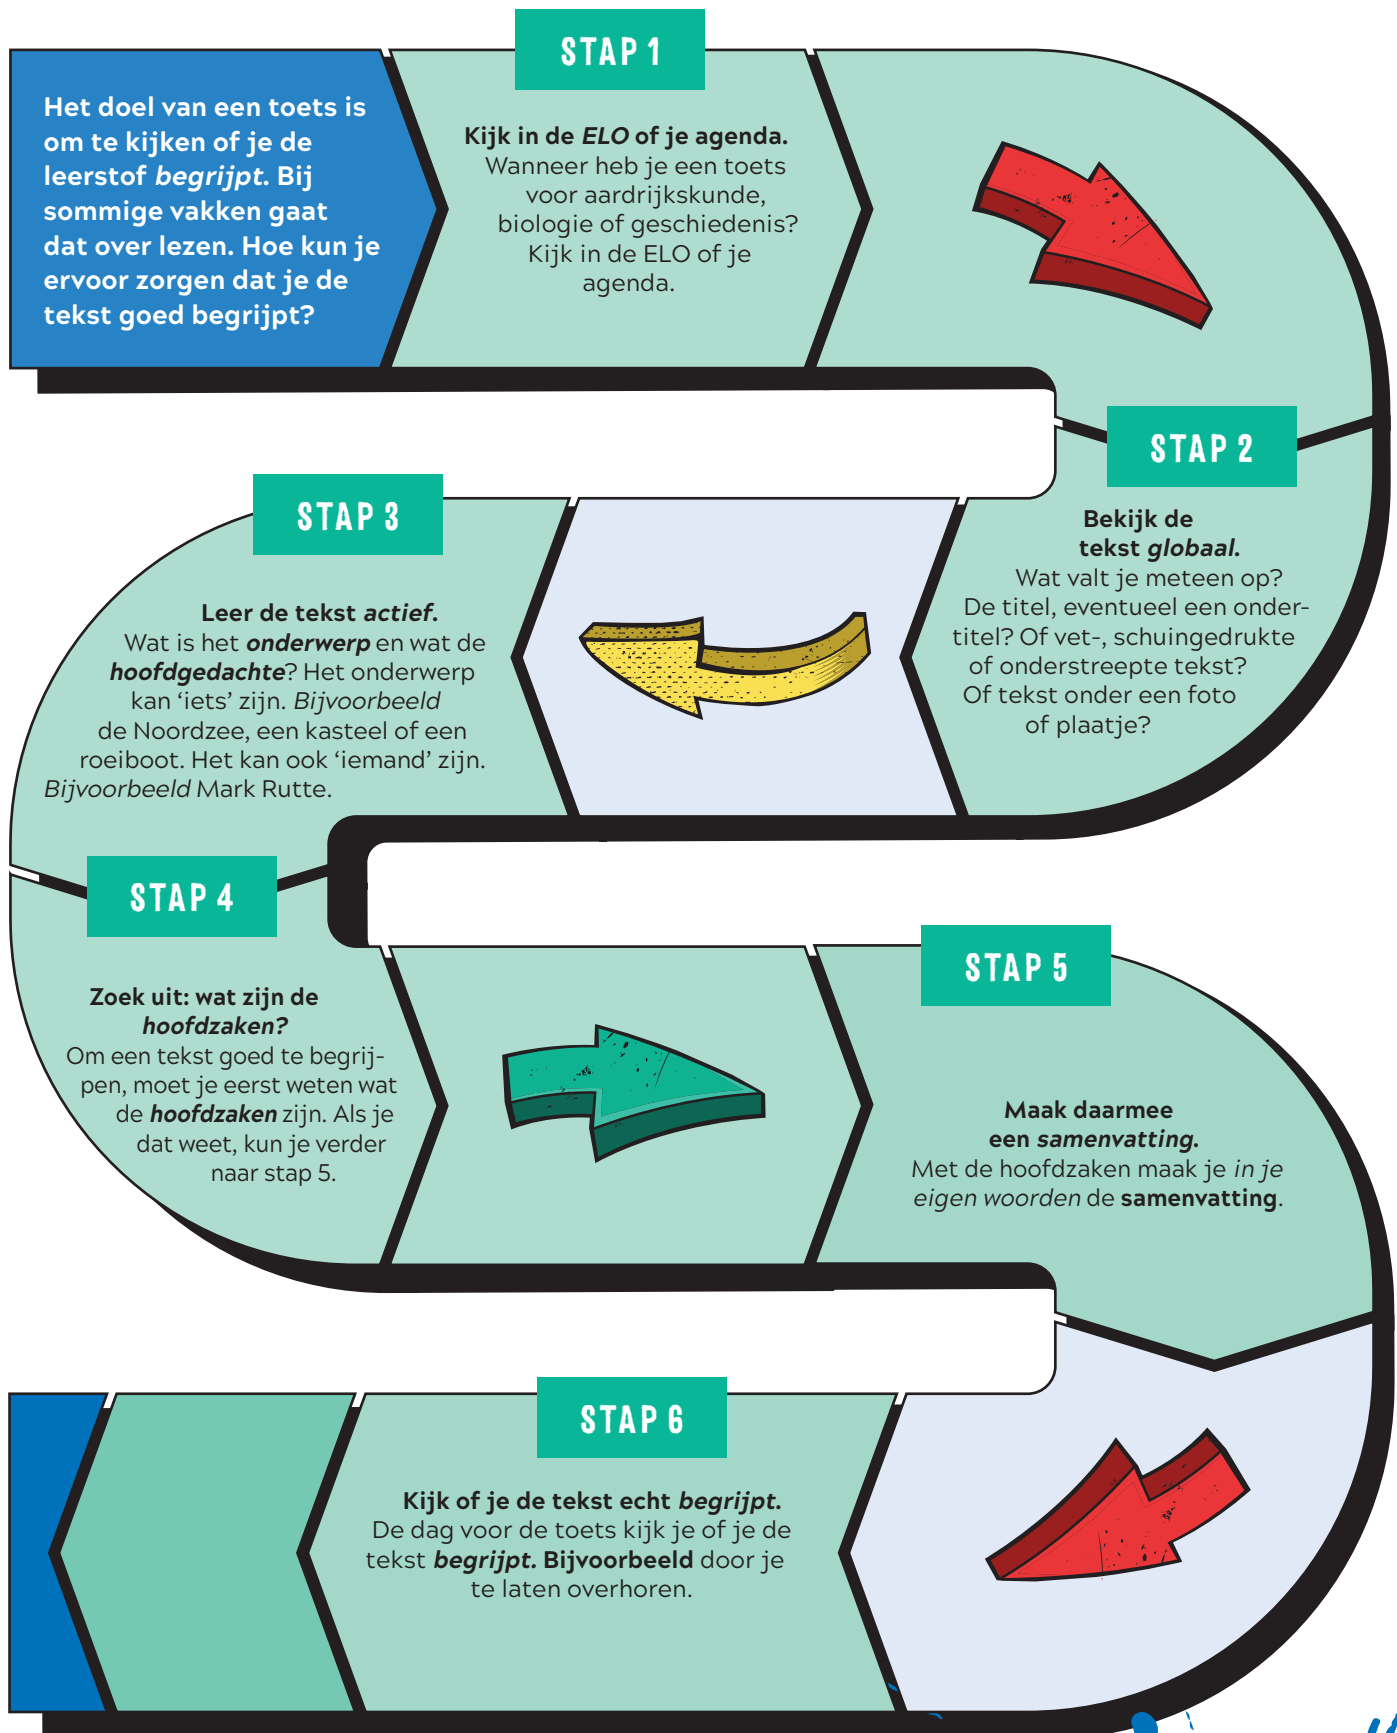 Het doel van een toets is
om te kijken of je de
leerstof begrijpt. Bij
sommige vakken gaat
dat over lezen. Hoe kun je
ervoor zorgen dat je de
tekst goed begrijpt?
STAP 1
Kijk in de ELO of je agenda.
Wanneer heb je een toets
voor aardrijkskunde,
biologie of geschiedenis?
Kijk in de ELO of je
agenda.
STAP 2
Bekijk de
tekst globaal.
Wat valt je meteen op?
De titel, eventueel een onder-
titel? Of vet-, schuingedrukte
of onderstreepte tekst?
Of tekst onder een foto
of plaatje?
STAP 3
Leer de tekst actief.
Wat is het onderwerp en wat de
hoofdgedachte? Het onderwerp
kan ‘iets’ zijn. Bijvoorbeeld
de Noordzee, een kasteel of een
roeiboot. Het kan ook ‘iemand’ zijn.
Bijvoorbeeld Mark Rutte.
STAP 4
Zoek uit: wat zijn de
hoofdzaken?
Om een tekst goed te begrij-
pen, moet je eerst weten wat
de hoofdzaken zijn. Als je
dat weet, kun je verder
naar stap 5.
STAP 5
Maak daarmee
een samenvatting.
Met de hoofdzaken maak je in je
eigen woorden de samenvatting.
STAP 6
Kijk of je de tekst echt begrijpt.
De dag voor de toets kijk je of je de
tekst begrijpt. Bijvoorbeeld door je
te laten overhoren.